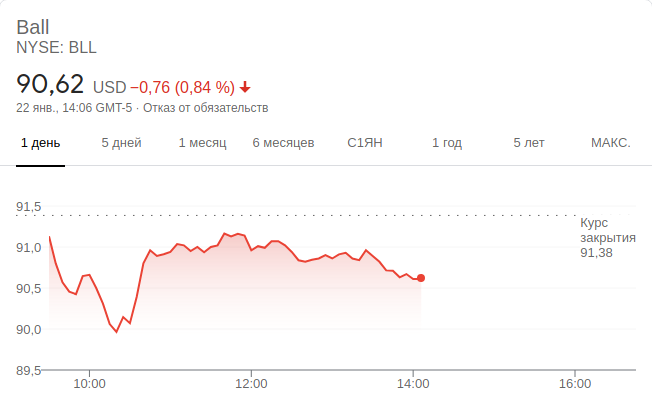 Ball
NYSE: BLL
90,62 USD −0,76 (0,84 %)
22 янв., 14:06 GMT-5 · Отказ от обязательств
1 день 5 дней 1 месяц 6 месяцев С1ЯН 1 год 5 лет МАКС.
91,5
Курс
закрытия
91,38
91,0
90,5
90,0
89,5
10:00 12:00 14:00 16:00